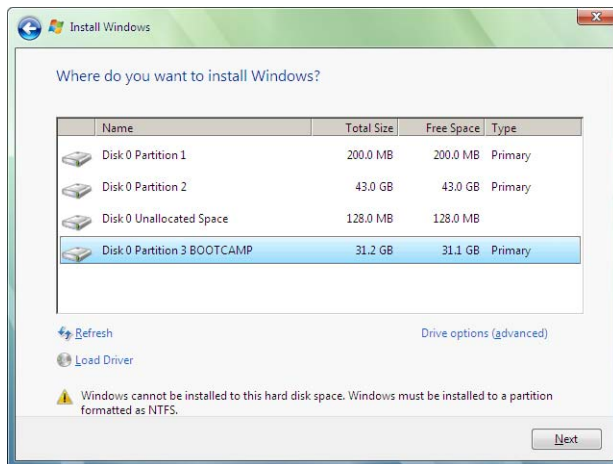 Install Windows
Where do you want to install Windows?
Name Total Size Free Space Type
Disk 0 Partition 1 200.0 MB 200.0 MB Primary
Disk 0 Partition 2 43.0 GB 43.0 GB Primary
Disk 0 Unallocated Space 128.0 MB 128.0 MB
Disk 0 Partition 3 BOOTCAMP 31.2 GB 31.1 GB Primary
Refresh Drive options (advanced)
Load Driver
Windows cannot be installed to this hard disk space. Windows must be installed to a partition
formatted as NTFS.
Next